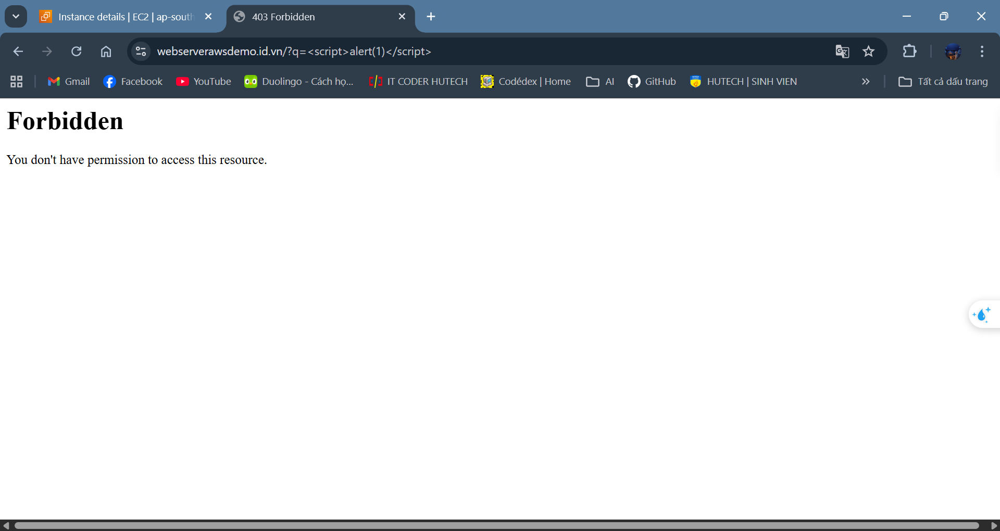 Instance details | EC2 | ap-south
403 Forbidden
webserverawsdemo.id.vn/?q=<script>alert(1)</script>
Gmail
Facebook
YouTube
Duolingo - Cách họ...
IT CODER HUTECH
Codédex | Home
AI
GitHub
HUTECH | SINH VIEN
Tất cả dấu trang
Forbidden
You don't have permission to access this resource.